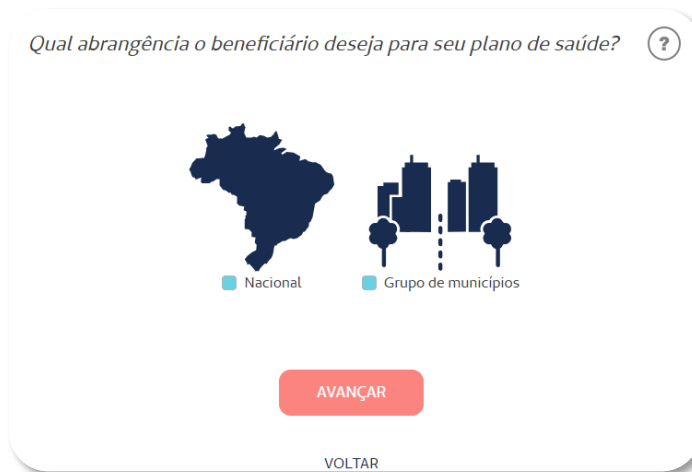 Qual abrangência o beneficiário deseja para seu plano de saúde? ?
Nacional Grupo de municípios
AVANÇAR
VOLTAR